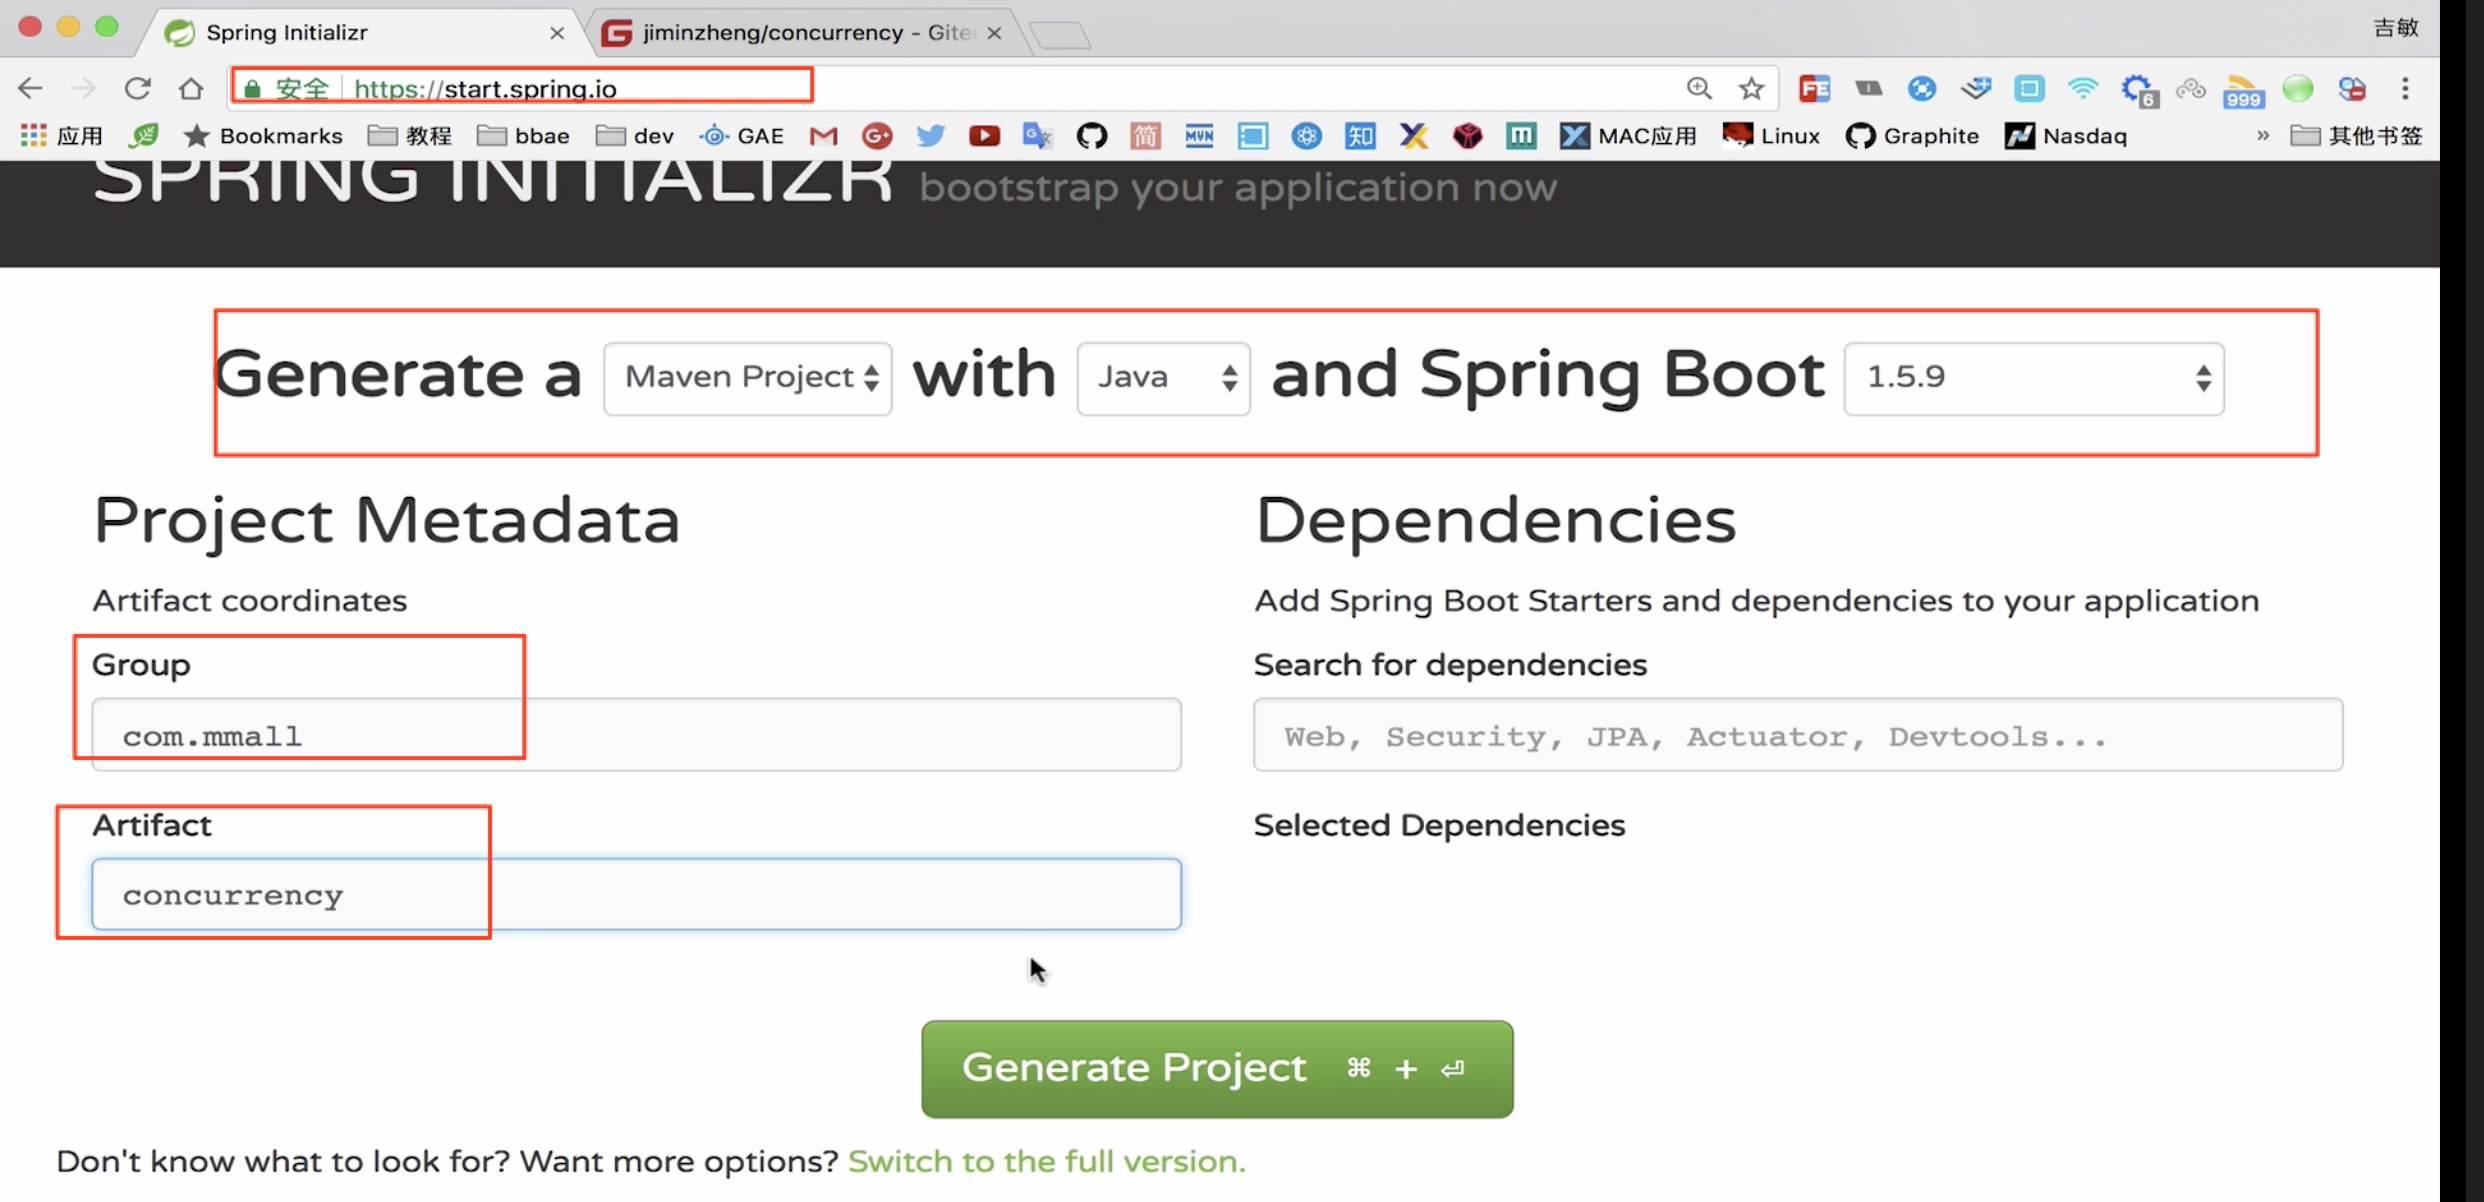 Spring Initializr
jiminzheng/concurrency - Gite
吉敏
安全 https://start.spring.io
FE 6 999
应用 Bookmarks 教程 bbae dev GAE G+ 简 MVN 知 m MAC应用 Linux Graphite Nasdaq » 其他书签
SPRING INITIALIZR bootstrap your application now
Generate a Maven Project with Java and Spring Boot 1.5.9
Project Metadata
Artifact coordinates
Group
com.mmall
Artifact
concurrency
Dependencies
Add Spring Boot Starters and dependencies to your application
Search for dependencies
Web, Security, JPA, Actuator, Devtools...
Selected Dependencies
Generate Project ⌘ + ⏎
Don't know what to look for? Want more options? Switch to the full version.